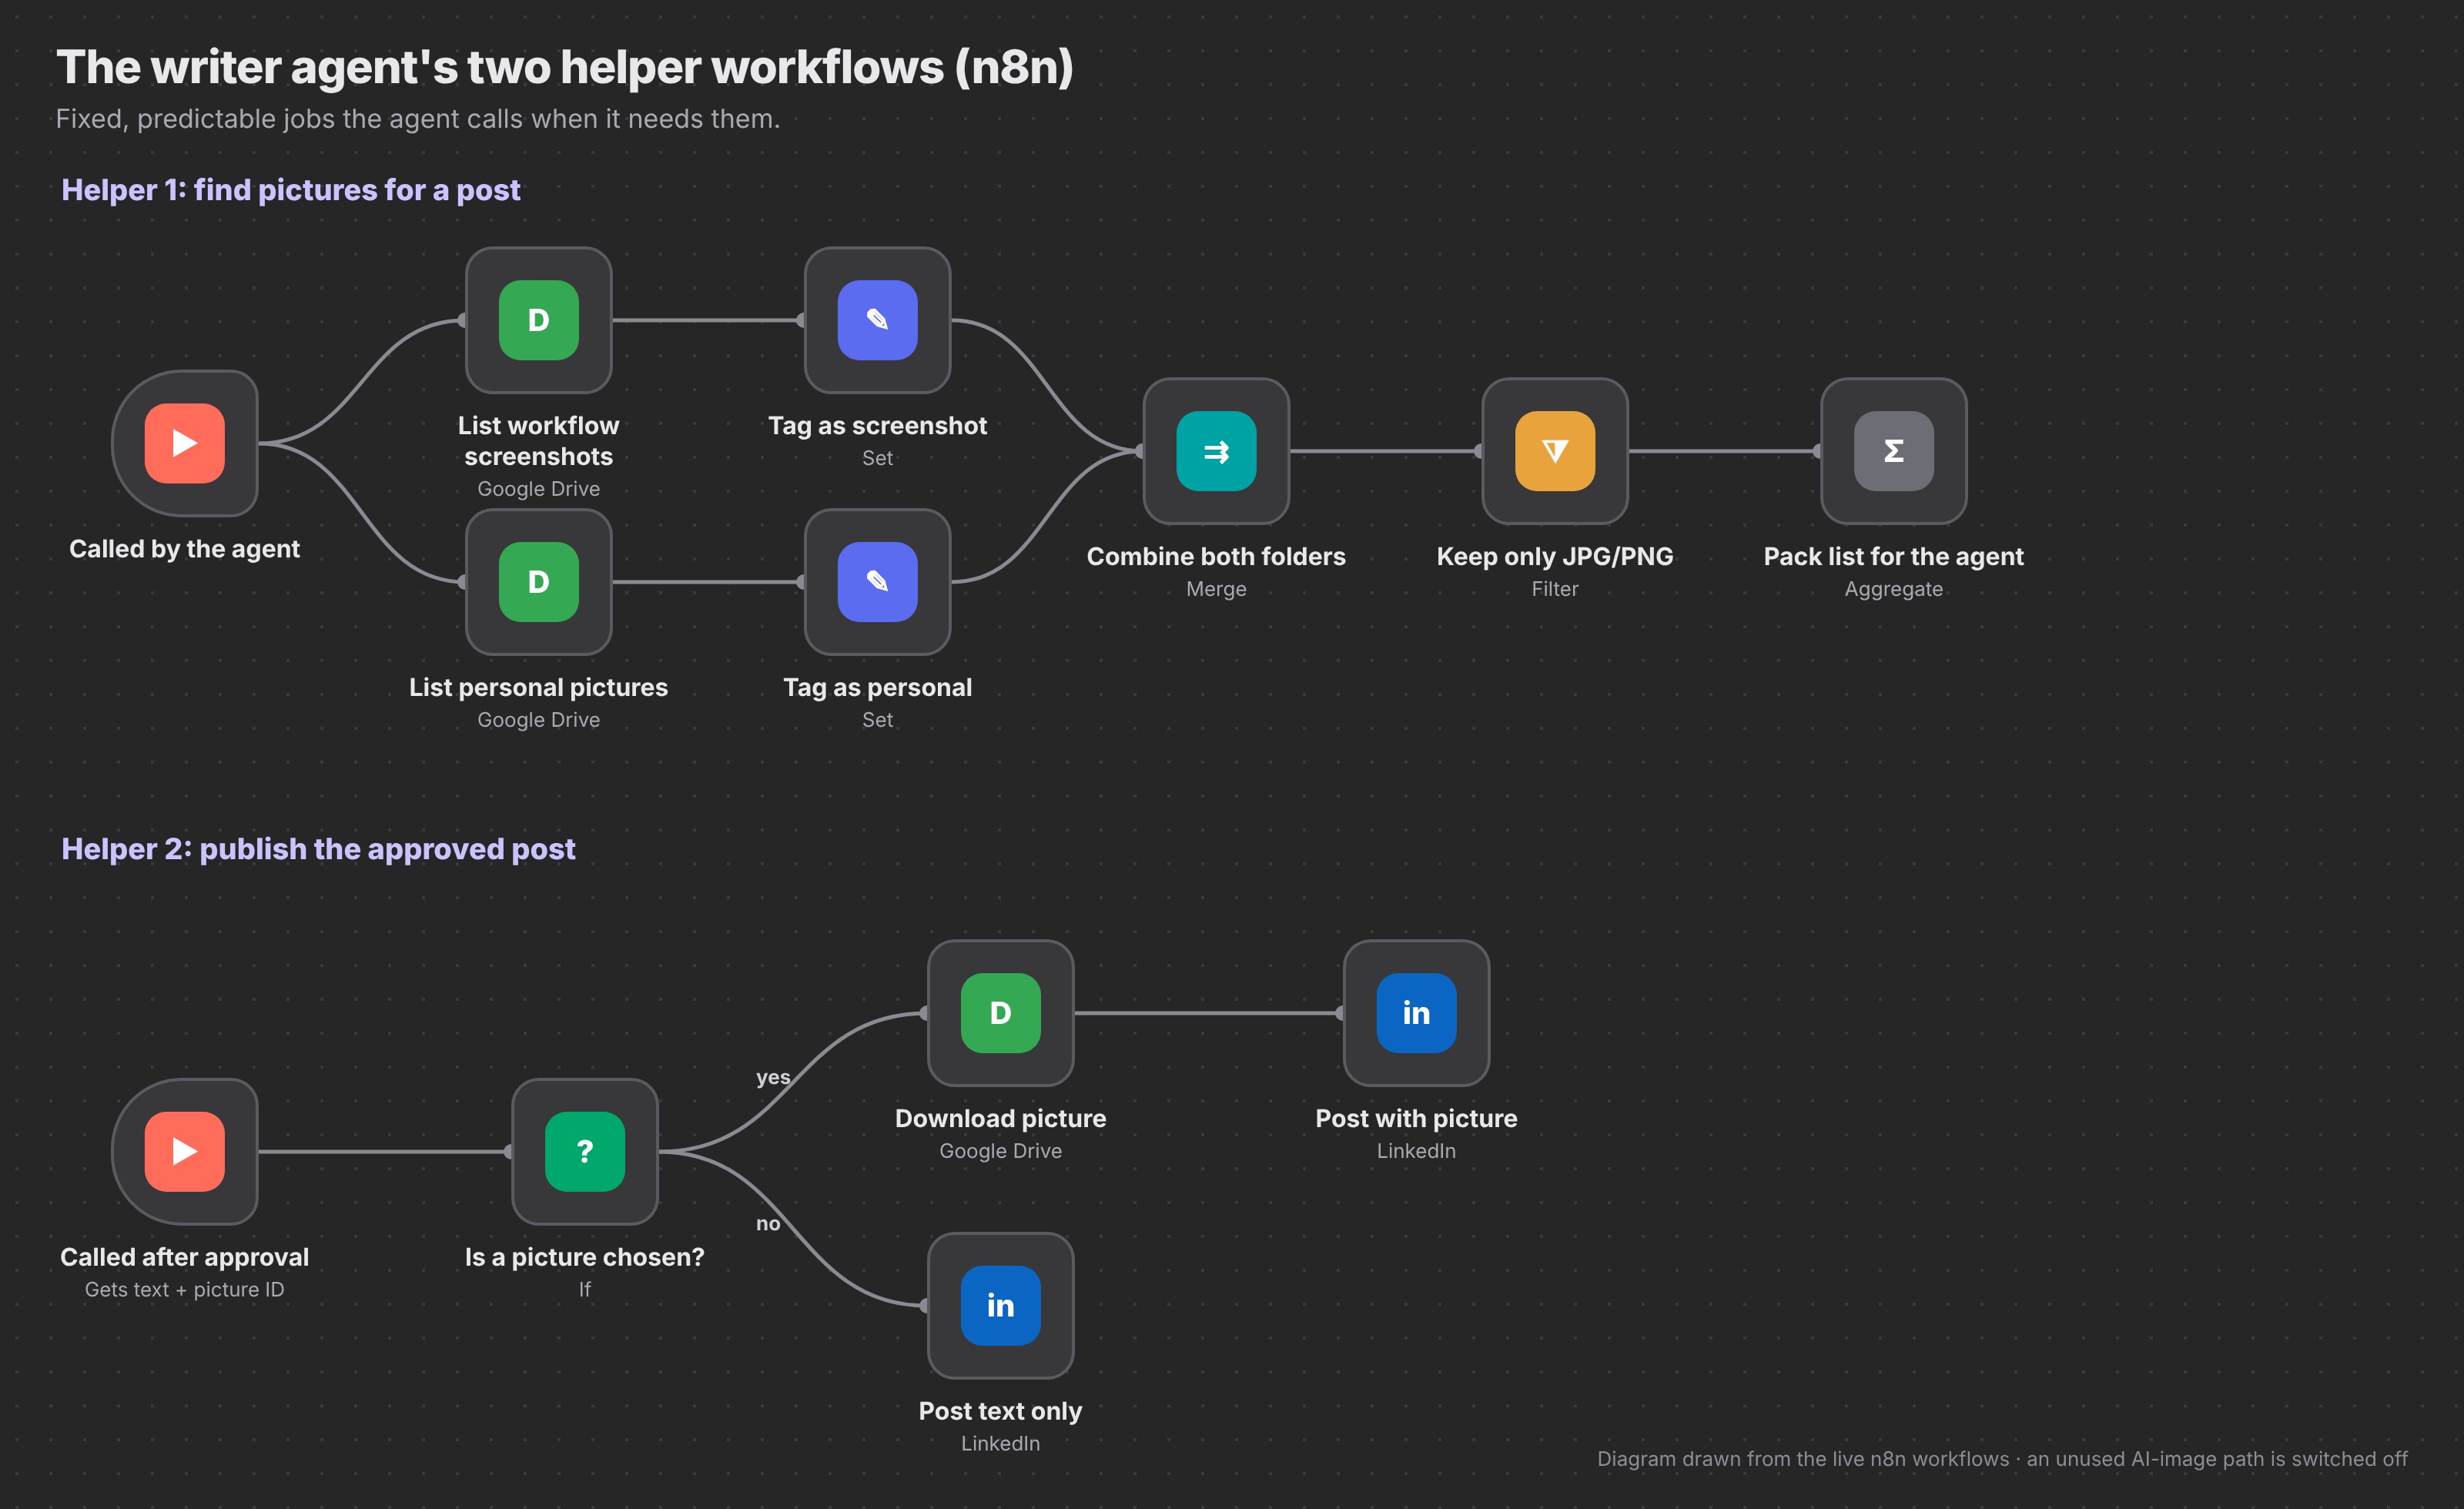 The writer agent's two helper workflows (n8n)
Fixed, predictable jobs the agent calls when it needs them.
Helper 1: find pictures for a post
Called by the agent
D
List workflow
screenshots
Google Drive
Tag as screenshot
Set
D
List personal pictures
Google Drive
Tag as personal
Set
Combine both folders
Merge
Keep only JPG/PNG
Filter
Σ
Pack list for the agent
Aggregate
Helper 2: publish the approved post
Called after approval
Gets text + picture ID
?
Is a picture chosen?
If
yes
D
Download picture
Google Drive
in
Post with picture
LinkedIn
no
in
Post text only
LinkedIn
Diagram drawn from the live n8n workflows · an unused AI-image path is switched off